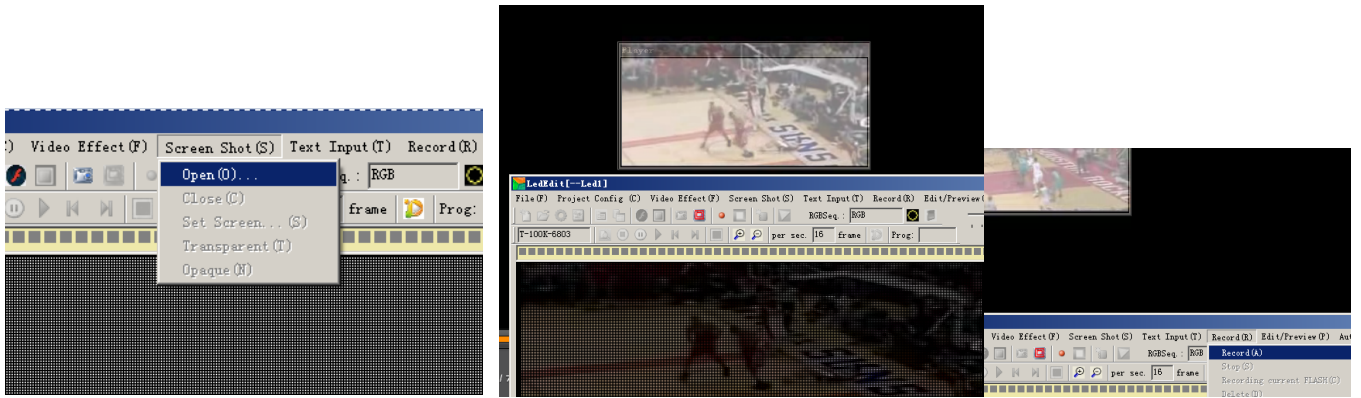 ) Video Effect(F) Screen Shot(S) Text Input(T) Record(R)
Open(O)...
Close(C)
Set Screen...(S)
Transparent(T)
Opaque(N)
q.: RGB
frame Prog:
Player
SUNS
LedEdit[--Led1]
File(F) Project Config (C) Video Effect(F) Screen Shot(S) Text Input(T) Record(R) Edit/Preview(
RGBSeq.: RGB
T-100K-6803 per sec. 16 frame Prog:
Video Effect(F) Screen Shot(S) Text Input(T) Record(R) Edit/Preview(P) Au
RGBSeq.: RGB
per sec. 16 frame
Record(A)
Stop(S)
Recording current FLASH(C)
Delete(D)